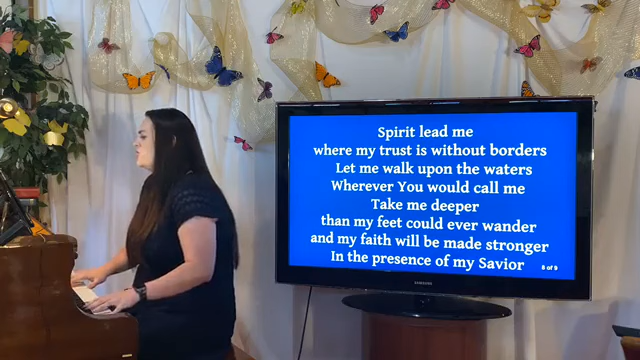 Spirit lead me
where my trust is without borders
Let me walk upon the waters
Wherever You would call me
Take me deeper
than my feet could ever wander
and my faith will be made stronger
In the presence of my Savior
8 of 9
SAMSUNG